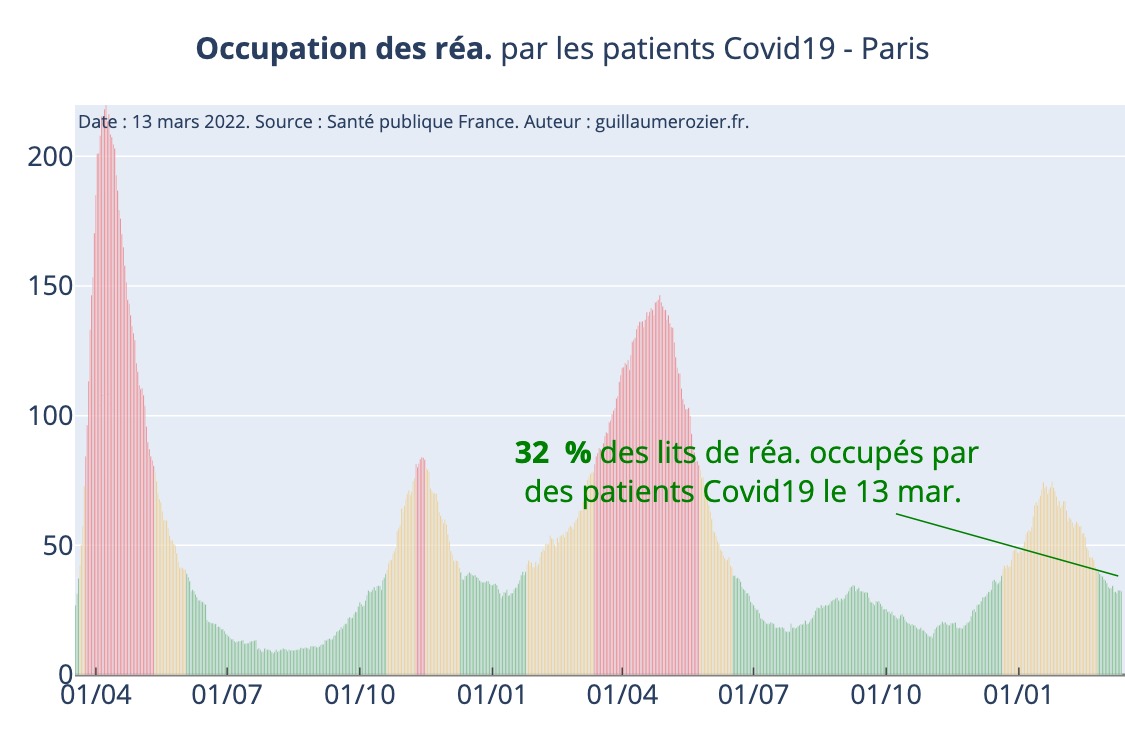 Occupation des réa. par les patients Covid19 - Paris
Date : 13 mars 2022. Source : Santé publique France. Auteur : guillaumerozier.fr.
200
150
100
32  % des lits de réa. occupés par
des patients Covid19 le 13 mar.
50
0
01/04 01/07 01/10 01/01 01/04 01/07 01/10 01/01